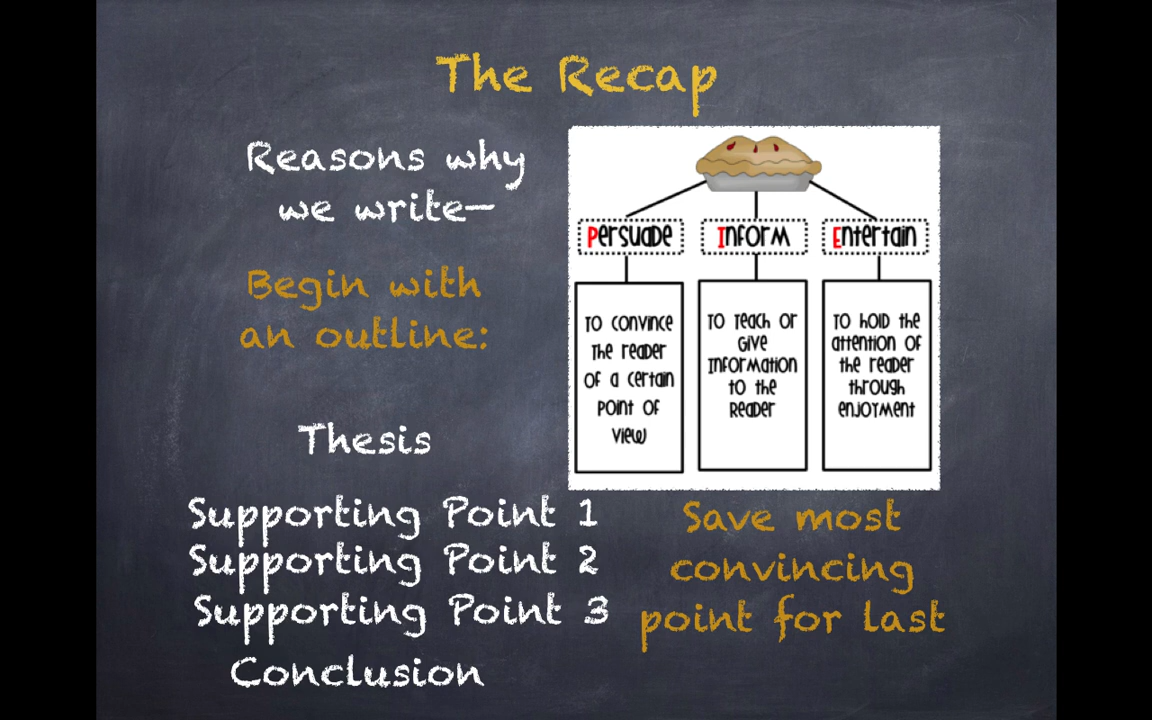 The Recap
Reasons why
we write—
Begin with
an outline:
Thesis
Supporting Point 1
Supporting Point 2
Supporting Point 3
Conclusion
Persuade
Inform
Entertain
To convince
the reader
of a certain
point of
view
To teach or
give
information
to the
reader
To hold the
attention of
the reader
through
enjoyment
Save most
convincing
point for last